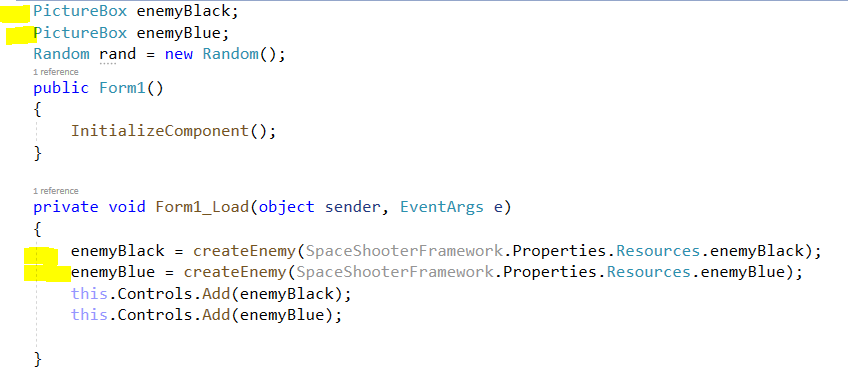 PictureBox enemyBlack;
PictureBox enemyBlue;
Random rand = new Random();
1 reference
public Form1()
{
InitializeComponent();
}
1 reference
private void Form1_Load(object sender, EventArgs e)
{
enemyBlack = createEnemy(SpaceShooterFramework.Properties.Resources.enemyBlack);
enemyBlue = createEnemy(SpaceShooterFramework.Properties.Resources.enemyBlue);
this.Controls.Add(enemyBlack);
this.Controls.Add(enemyBlue);
}